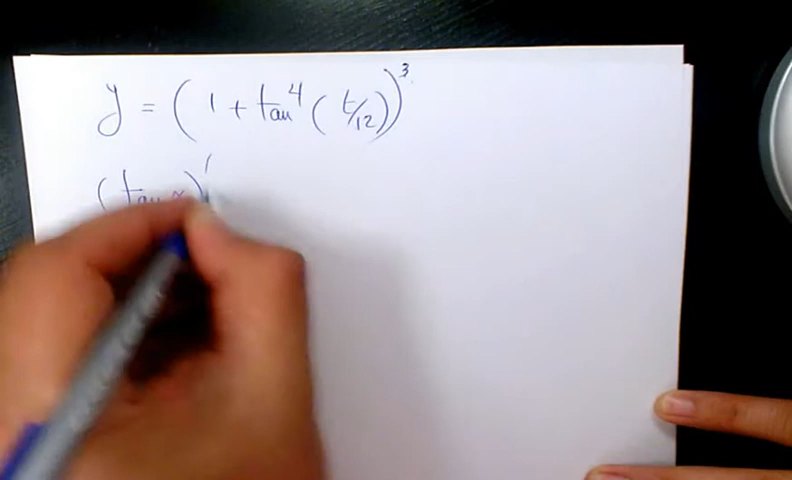 y = (1 + tan⁴ (t/12))³
(tan x)'